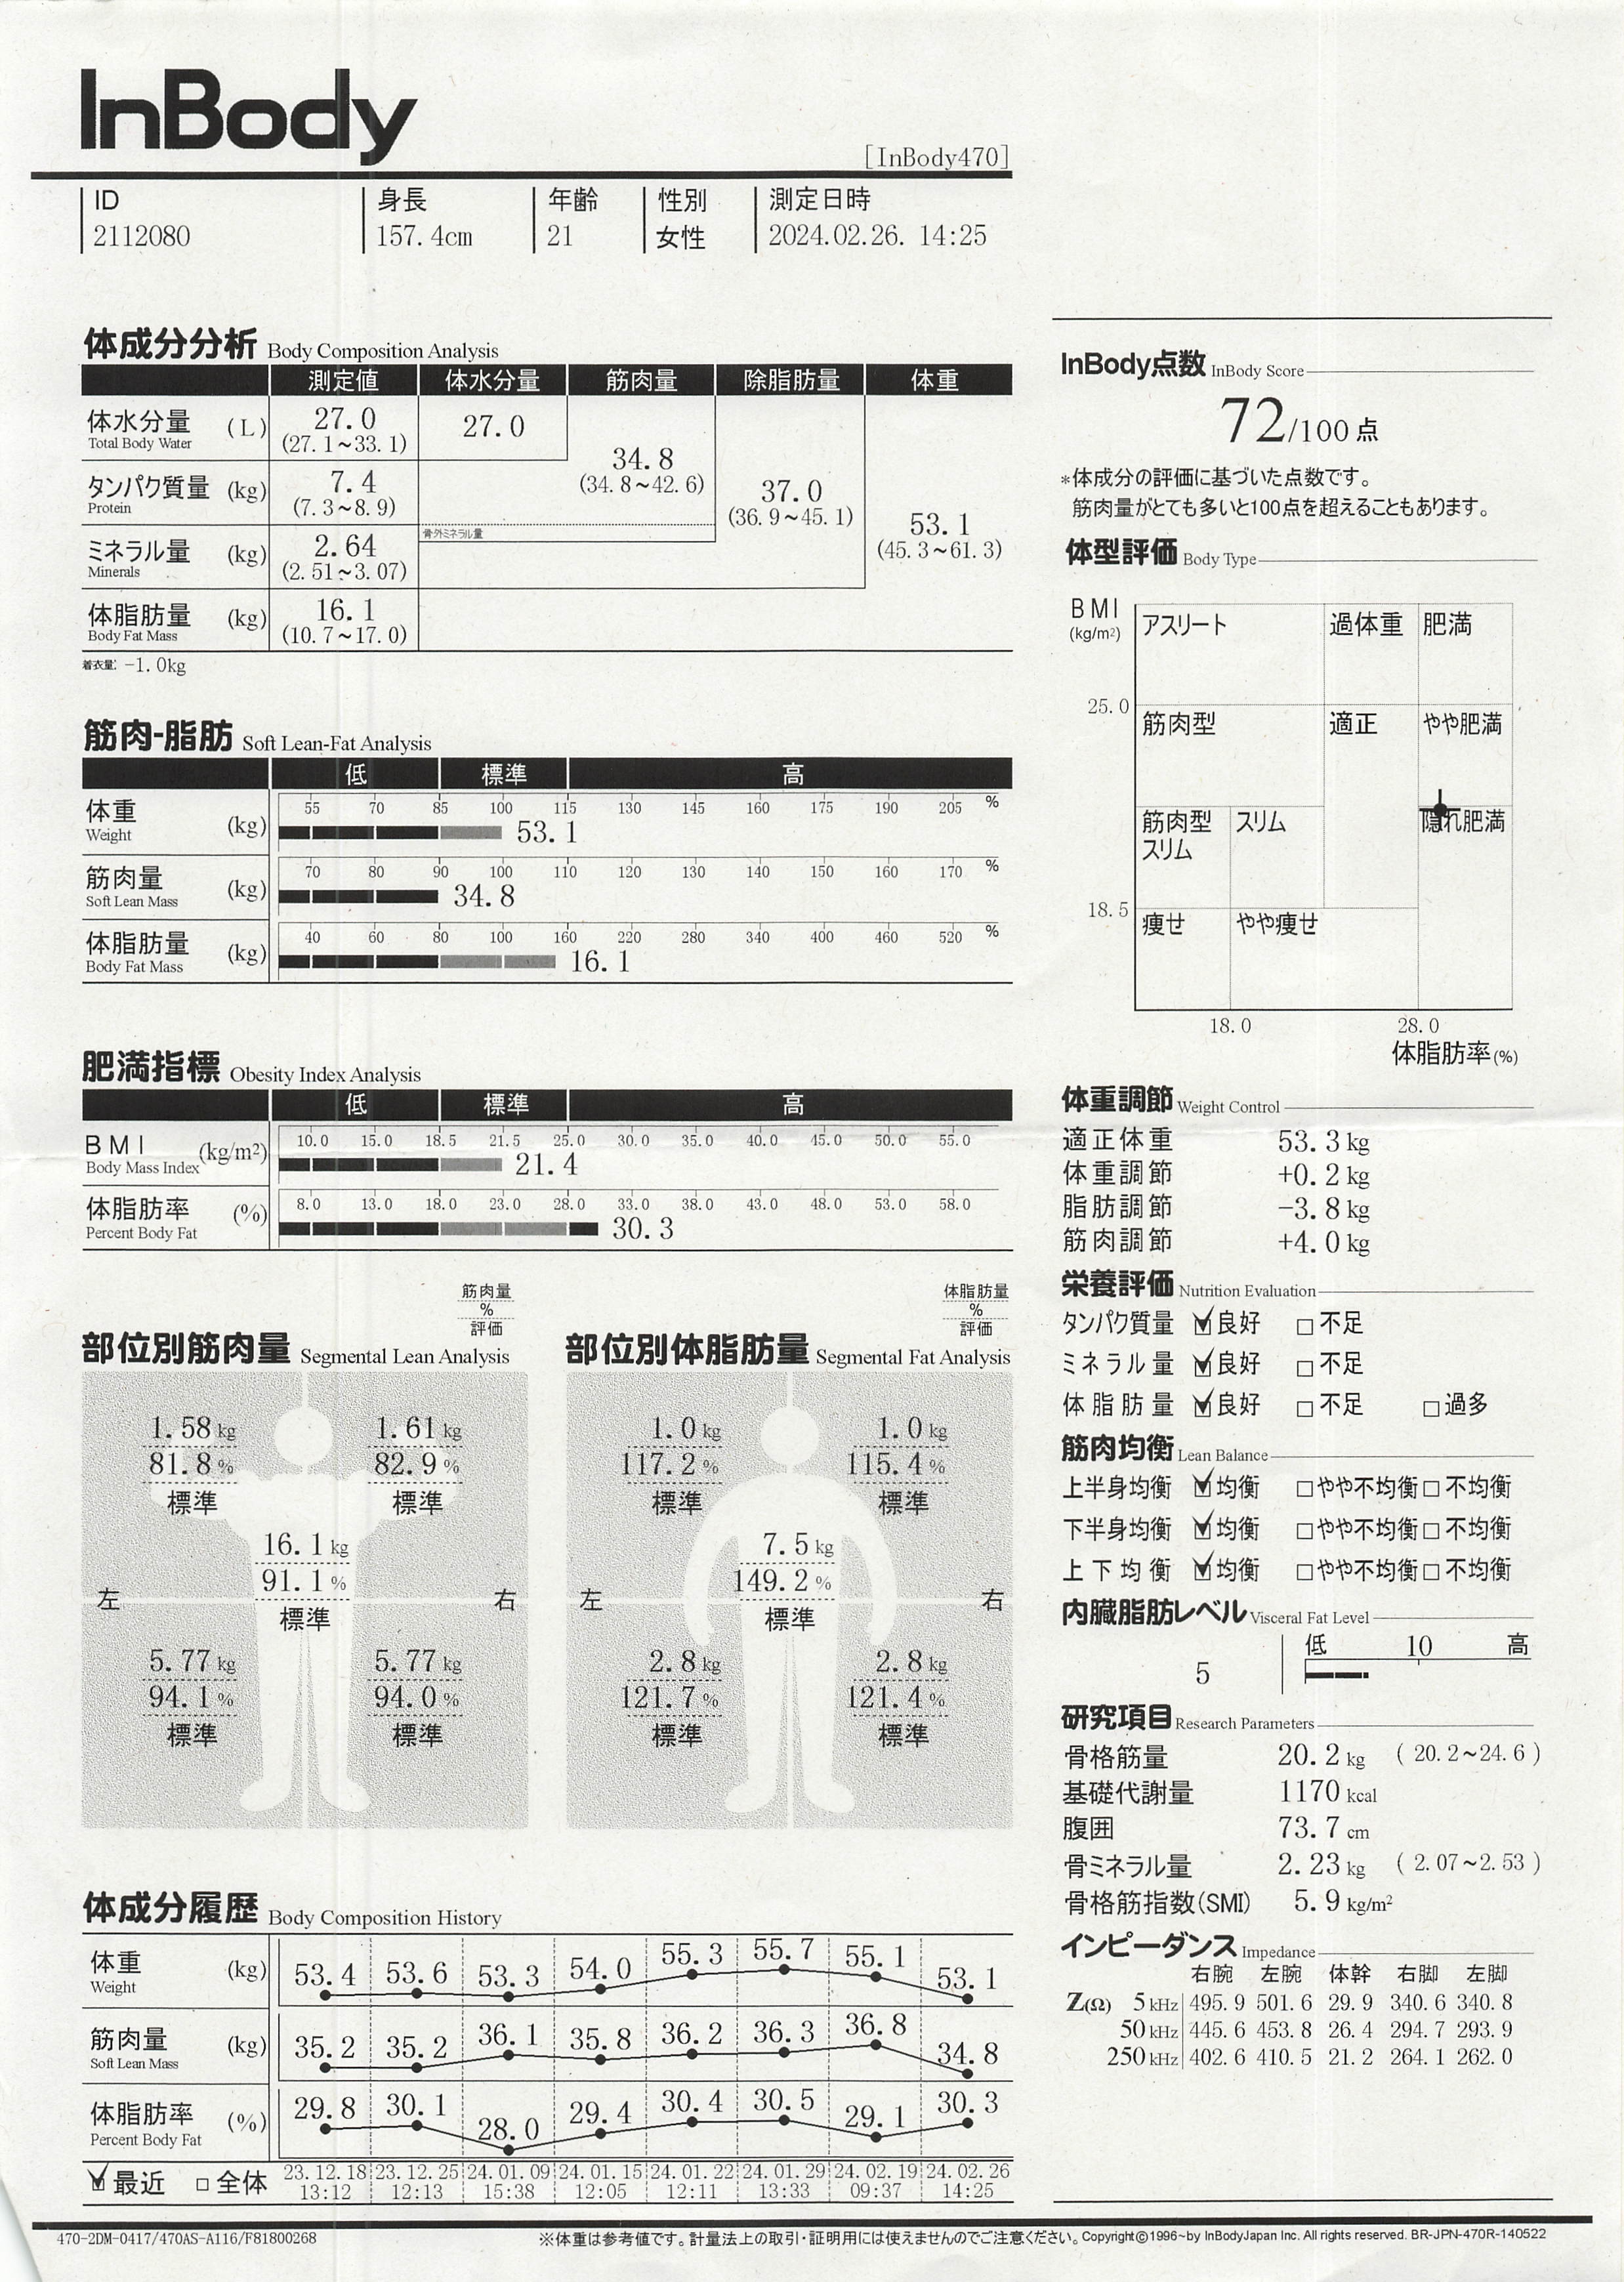 InBody
[InBody470]
ID 身長 年齢 性別 測定日時
2112080 157.4cm 21 女性 2024.02.26. 14:25
体成分分析 Body Composition Analysis
測定値 体水分量 筋肉量 除脂肪量 体重
体水分量 (L) 27.0 27.0
Total Body Water (27.1~33.1)
34.8
(34.8~42.6)
タンパク質量 (kg) 7.4 37.0
Protein (7.3~8.9) (36.9~45.1)
骨外ミネラル量 53.1
ミネラル量 (kg) 2.64 (45.3~61.3)
Minerals (2.51~3.07)
体脂肪量 (kg) 16.1
Body Fat Mass (10.7~17.0)
着衣量: -1.0kg
筋肉-脂肪 Soft Lean-Fat Analysis
低 標準 高
体重 (kg) 55 70 85 100 115 130 145 160 175 190 205 %
Weight 53.1
筋肉量 (kg) 70 80 90 100 110 120 130 140 150 160 170 %
Soft Lean Mass 34.8
体脂肪量 (kg) 40 60 80 100 160 220 280 340 400 460 520 %
Body Fat Mass 16.1
肥満指標 Obesity Index Analysis
低 標準 高
BMI (kg/m²) 10.0 15.0 18.5 21.5 25.0 30.0 35.0 40.0 45.0 50.0 55.0
Body Mass Index 21.4
体脂肪率 (%) 8.0 13.0 18.0 23.0 28.0 33.0 38.0 43.0 48.0 53.0 58.0
Percent Body Fat 30.3
筋肉量
%
評価
部位別筋肉量 Segmental Lean Analysis
1.58 kg 1.61 kg
81.8 % 82.9 %
標準 標準
16.1 kg
91.1 %
左 標準 右
5.77 kg 5.77 kg
94.1 % 94.0 %
標準 標準
体脂肪量
%
評価
部位別体脂肪量 Segmental Fat Analysis
1.0 kg 1.0 kg
117.2 % 115.4 %
標準 標準
7.5 kg
149.2 %
左 標準 右
2.8 kg 2.8 kg
121.7 % 121.4 %
標準 標準
体成分履歴 Body Composition History
体重 (kg) 53.4 53.6 53.3 54.0 55.3 55.7 55.1 53.1
Weight
筋肉量 (kg) 35.2 35.2 36.1 35.8 36.2 36.3 36.8 34.8
Soft Lean Mass
体脂肪率 (%) 29.8 30.1 28.0 29.4 30.4 30.5 29.1 30.3
Percent Body Fat
☑最近 □全体 23.12.18 23.12.25 24.01.09 24.01.15 24.01.22 24.01.29 24.02.19 24.02.26
13:12 12:13 15:38 12:05 12:11 13:33 09:37 14:25
InBody点数 InBody Score
72/100 点
*体成分の評価に基づいた点数です。
筋肉量がとても多いと100点を超えることもあります。
体型評価 Body Type
BMI
(kg/m²)
アスリート 過体重 肥満
25.0
筋肉型 適正 やや肥満
筋肉型 スリム 隠れ肥満
スリム
18.5
痩せ やや痩せ
18.0 28.0
体脂肪率(%)
体重調節 Weight Control
適正体重 53.3 kg
体重調節 +0.2 kg
脂肪調節 -3.8 kg
筋肉調節 +4.0 kg
栄養評価 Nutrition Evaluation
タンパク質量 ☑良好 □不足
ミネラル量 ☑良好 □不足
体脂肪量 ☑良好 □不足 □過多
筋肉均衡 Lean Balance
上半身均衡 ☑均衡 □やや不均衡 □不均衡
下半身均衡 ☑均衡 □やや不均衡 □不均衡
上下均衡 ☑均衡 □やや不均衡 □不均衡
内臓脂肪レベル Visceral Fat Level
低 10 高
5
研究項目 Research Parameters
骨格筋量 20.2 kg (20.2~24.6)
基礎代謝量 1170 kcal
腹囲 73.7 cm
骨ミネラル量 2.23 kg (2.07~2.53)
骨格筋指数(SMI) 5.9 kg/m²
インピーダンス Impedance
右腕 左腕 体幹 右脚 左脚
Z(Ω) 5 kHz 495.9 501.6 29.9 340.6 340.8
50 kHz 445.6 453.8 26.4 294.7 293.9
250 kHz 402.6 410.5 21.2 264.1 262.0
470-2DM-0417/470AS-A116/F81800268 ※体重は参考値です。計量法上の取引・証明用には使えませんのでご注意ください。 Copyright©1996~by InBodyJapan Inc. All rights reserved. BR-JPN-470R-140522